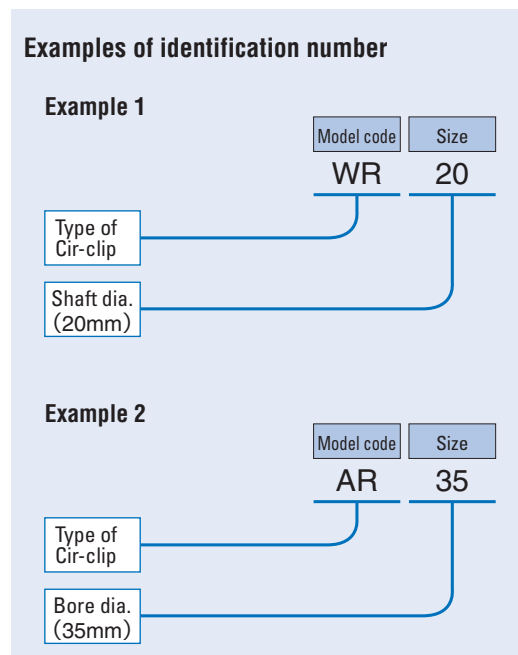 Examples of identification number
Example 1
Model code Size
WR 20
Type of
Cir-clip
Shaft dia.
(20mm)
Example 2
Model code Size
AR 35
Type of
Cir-clip
Bore dia.
(35mm)